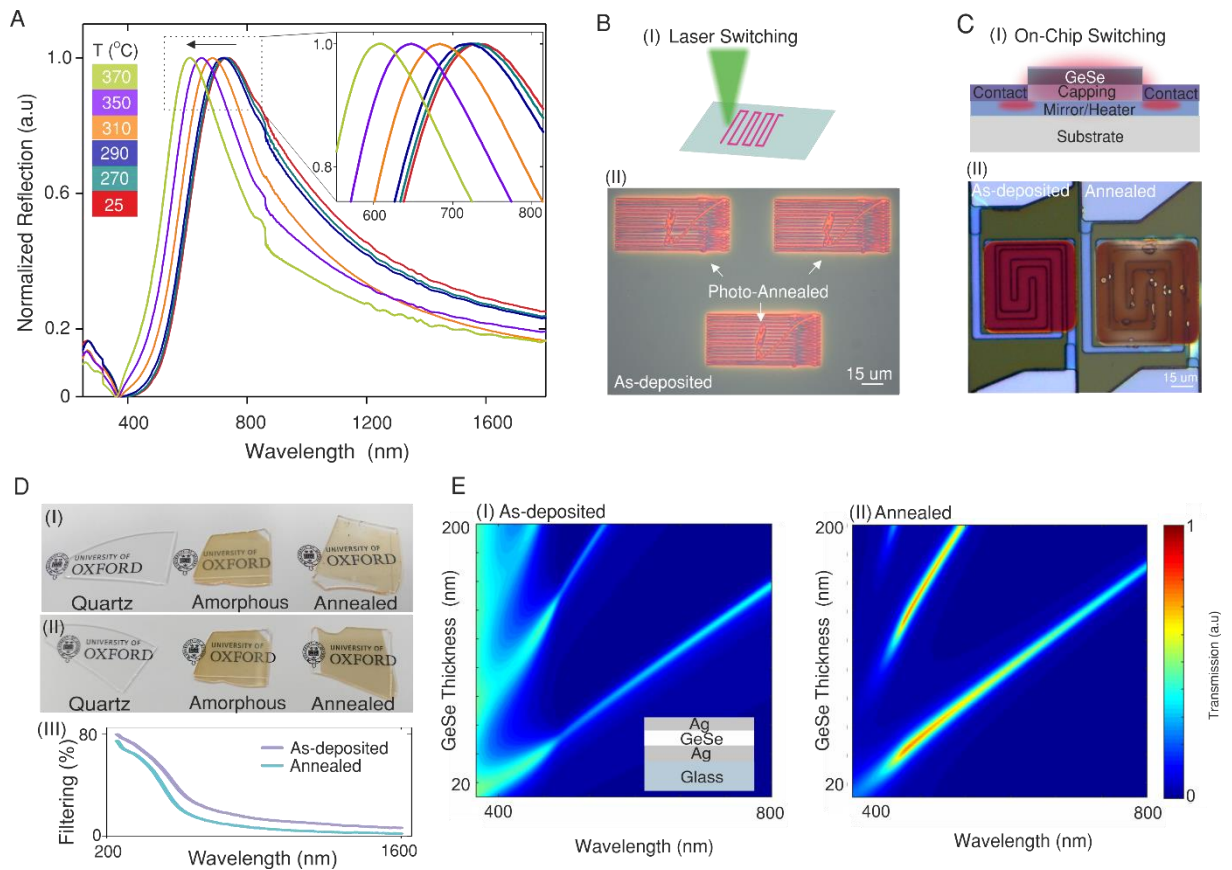 A
T (°C)
370
350
310
290
270
25
1.0
0.6
0.2
0
Normalized Reflection (a.u)
400
800
1200
1600
Wavelength (nm)
1.0
0.8
600
700
800
B
(I) Laser Switching
(II)
Photo-Annealed
As-deposited
15 um
C
(I) On-Chip Switching
GeSe
Contact
Capping
Contact
Mirror/Heater
Substrate
(II)
As-deposited
Annealed
15 um
D
(I)
UNIVERSITY OF
OXFORD
UNIVERSITY OF
OXFORD
UNIVERSITY OF
OXFORD
Quartz
Amorphous
Annealed
(II)
UNIVERSITY OF
OXFORD
UNIVERSITY OF
OXFORD
UNIVERSITY OF
OXFORD
Quartz
Amorphous
Annealed
(III)
80
0
Filtering (%)
As-deposited
Annealed
200
1600
Wavelength (nm)
E
(I) As-deposited
200
20
GeSe Thickness (nm)
Ag
GeSe
Ag
Glass
400
800
Wavelength (nm)
(II) Annealed
200
20
GeSe Thickness (nm)
400
800
Wavelength (nm)
1
0
Transmission (a.u)